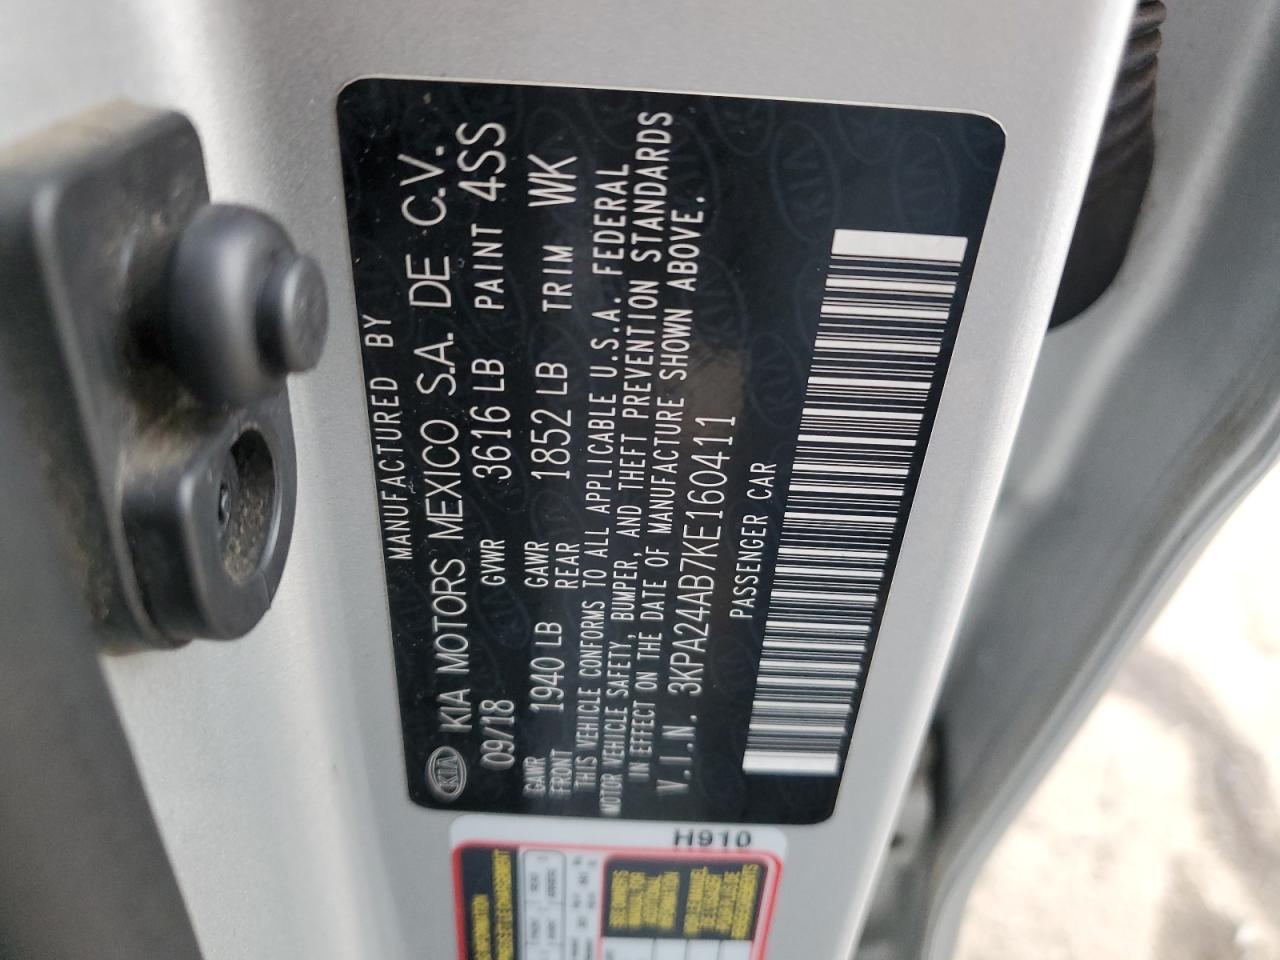 MANUFACTURED BY
KIA KIA MOTORS MEXICO S.A. DE C.V.
09/18 GVWR 3616 LB PAINT 4SS
GAWR FRONT 1940 LB GAWR REAR 1852 LB TRIM WK
THIS VEHICLE CONFORMS TO ALL APPLICABLE U.S.A. FEDERAL
MOTOR VEHICLE SAFETY, BUMPER, AND THEFT PREVENTION STANDARDS
IN EFFECT ON THE DATE OF MANUFACTURE SHOWN ABOVE.
V.I.N. 3KPA24AB7KE160411
PASSENGER CAR
H910